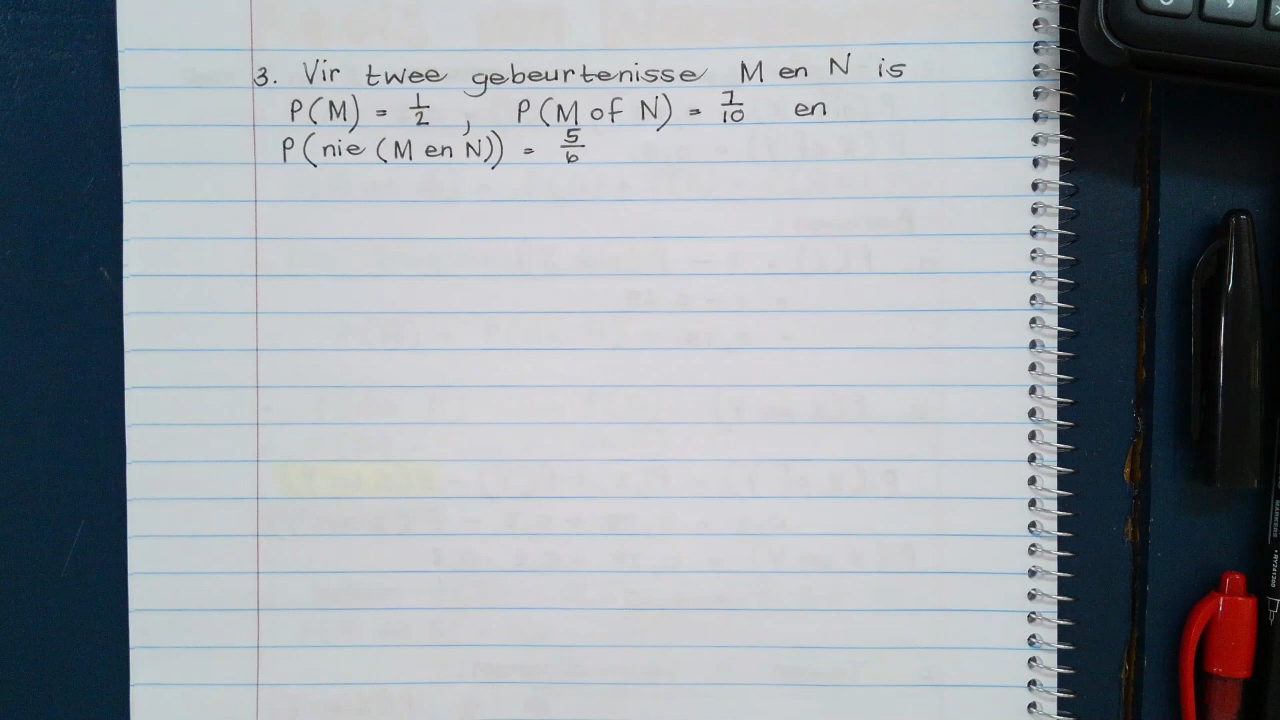 3. Vir twee gebeurtenisse M en N is
P(M) = 1/2 , P(M of N) = 7/10 en
P(nie (M en N)) = 5/6